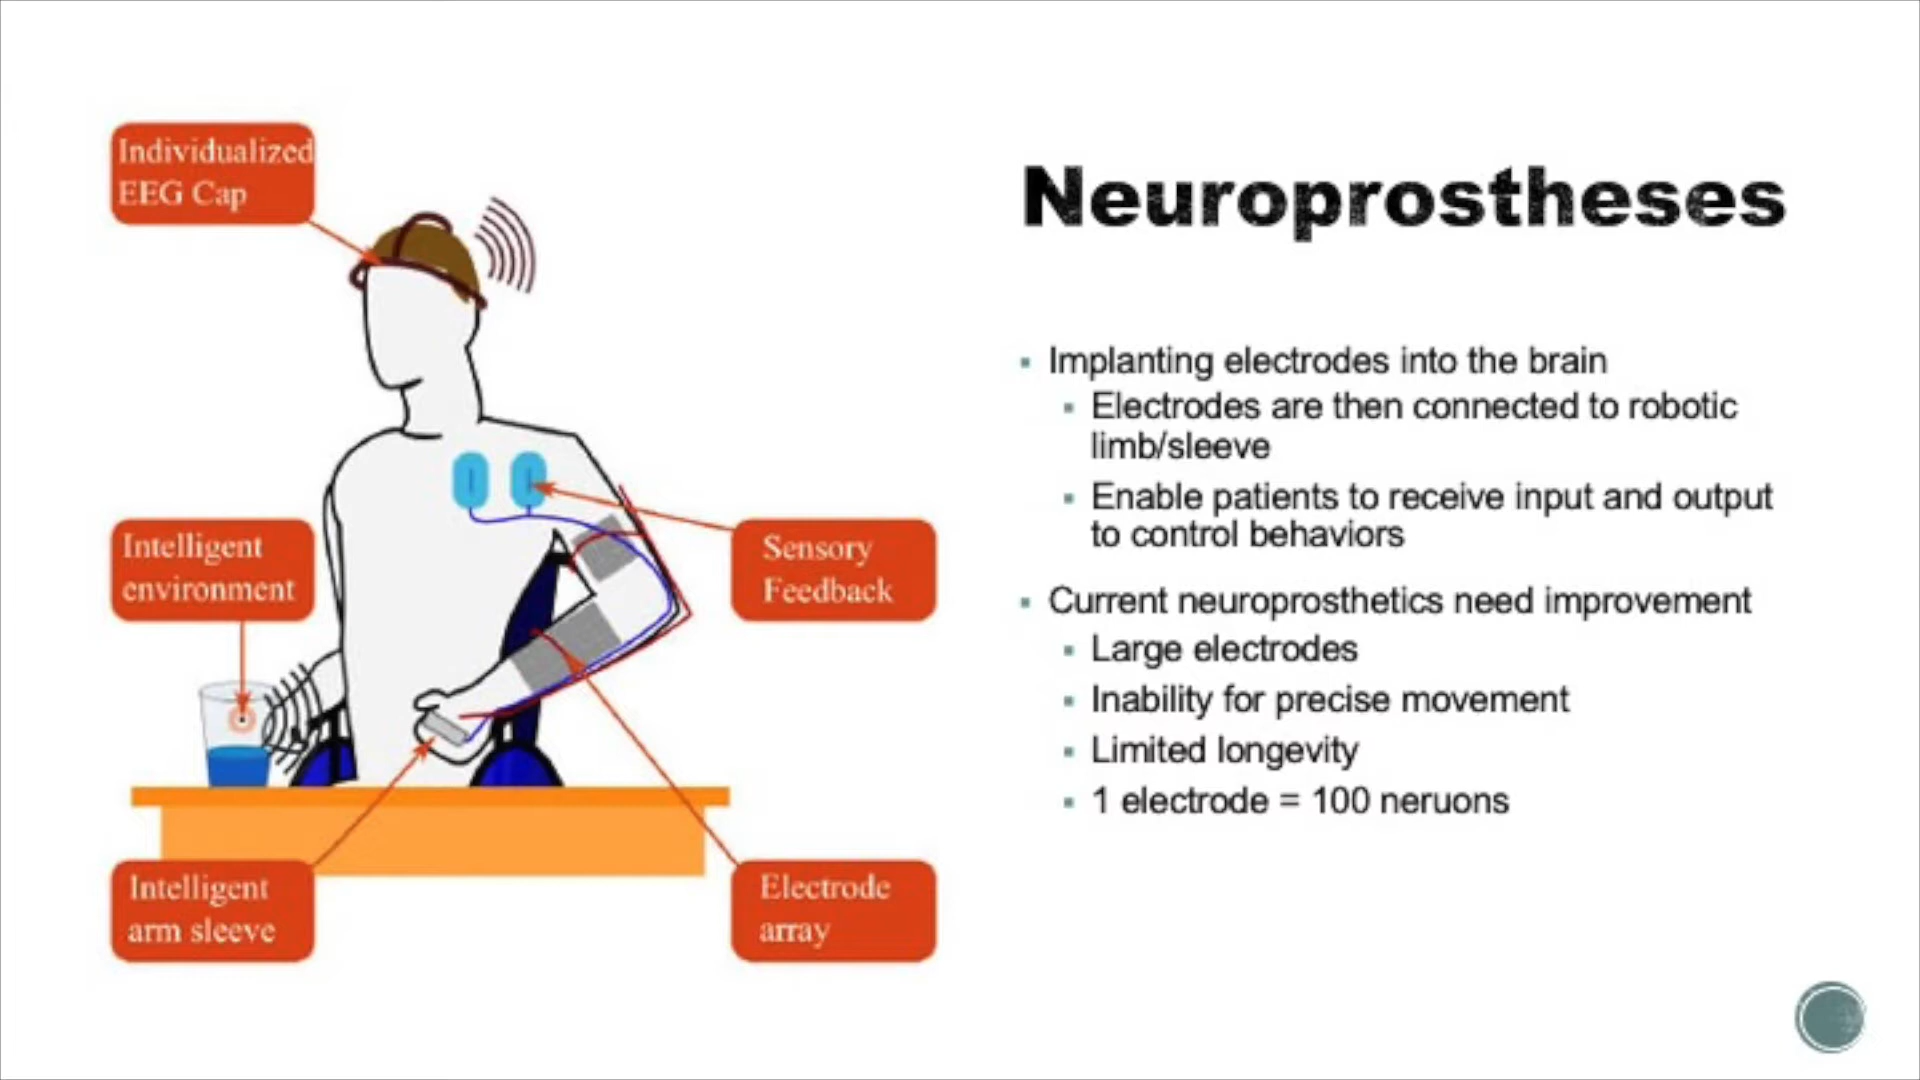 Individualized
EEG Cap
Intelligent
environment
Sensory
Feedback
Intelligent
arm sleeve
Electrode
array
Neuroprostheses
Implanting electrodes into the brain
Electrodes are then connected to robotic
limb/sleeve
Enable patients to receive input and output
to control behaviors
Current neuroprosthetics need improvement
Large electrodes
Inability for precise movement
Limited longevity
1 electrode = 100 neruons